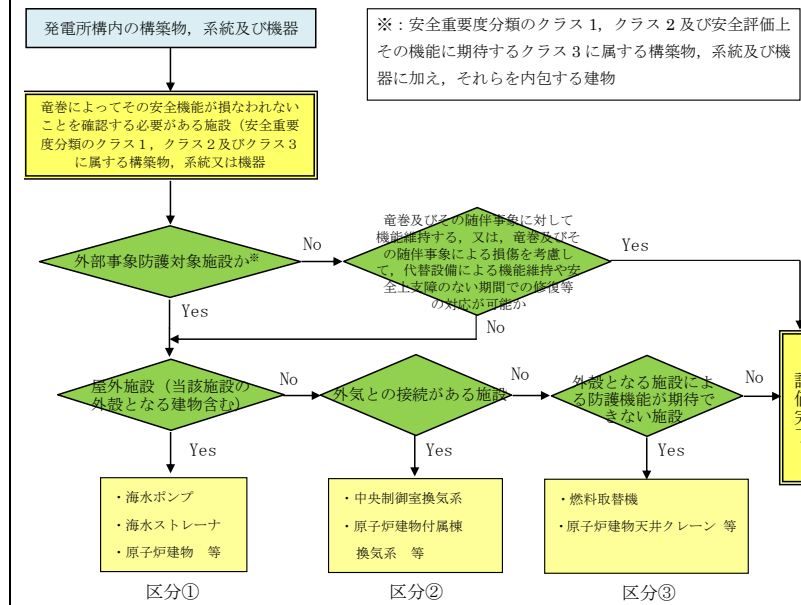 発電所構内の構築物，系統及び機器
※：安全重要度分類のクラス1，クラス2及び安全評価上
その機能に期待するクラス3に属する構築物，系統及び機
器に加え，それらを内包する建物
竜巻によってその安全機能が損なわれない
ことを確認する必要がある施設（安全重要
度分類のクラス1，クラス2及びクラス3
に属する構築物，系統又は機器
外部事象防護対象施設か※
No
竜巻及びその随伴事象に対して
機能維持する，又は，竜巻及びそ
の随伴事象による損傷を考慮し
て，代替設備による機能維持や安
全上支障のない期間での修復等
の対応が可能か
Yes
Yes
No
屋外施設（当該施設の
外殻となる建物含む）
No
外気との接続がある施設
No
外殻となる施設によ
る防護機能が期待で
きない施設
No
評価完了
Yes
Yes
Yes
・海水ポンプ
・海水ストレーナ
・原子炉建物　等
・中央制御室換気系
・原子炉建物付属棟
換気系　等
・燃料取替機
・原子炉建物天井クレーン 等
区分①
区分②
区分③